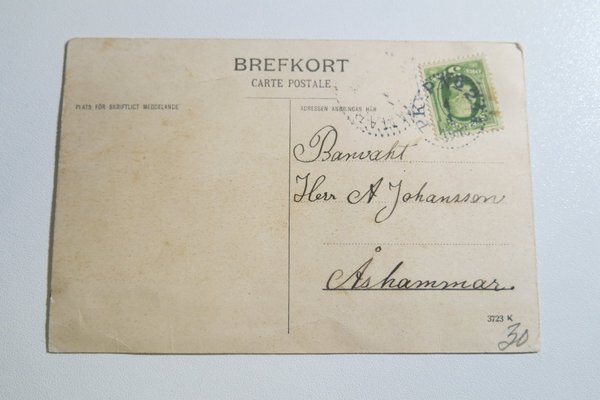 BREFKORT
CARTE POSTALE
PLATS FÖR SKRIFTLIGT MEDDELANDE
ADRESSEN ANBRINGAS HÄR
Banvakt
Herr A Johansson
Åshammar.
3723 K
30